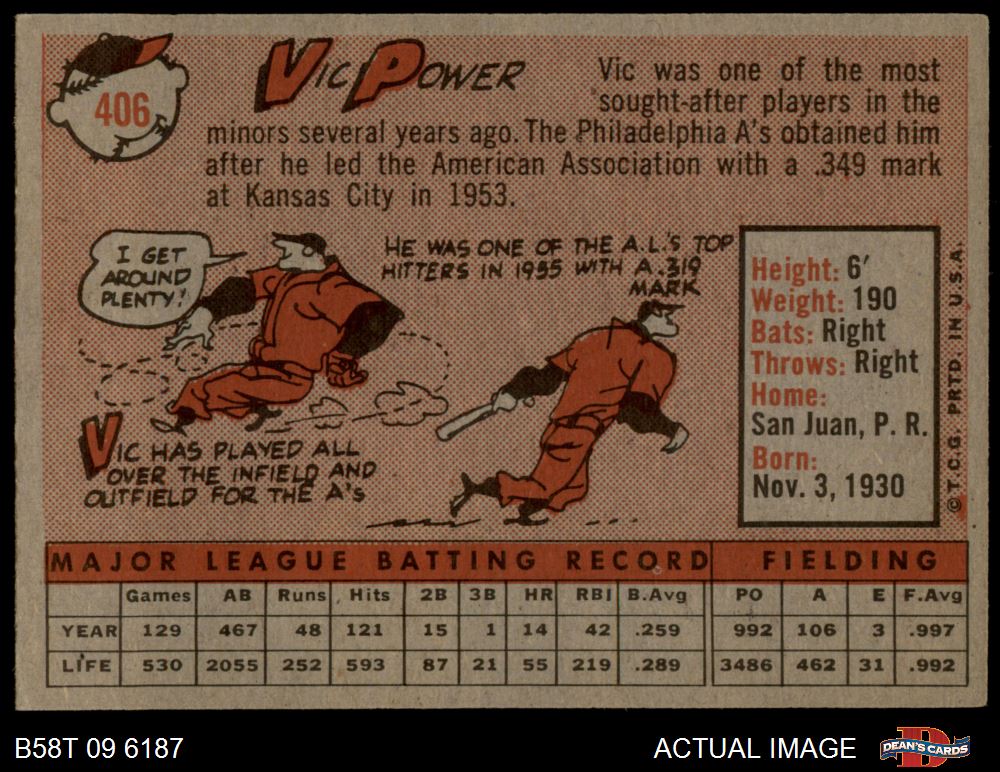 406
VIC POWER
Vic was one of the most
sought-after players in the
minors several years ago. The Philadelphia A's obtained him
after he led the American Association with a .349 mark
at Kansas City in 1953.
I GET
AROUND
PLENTY!
HE WAS ONE OF THE A.L.'S TOP
HITTERS IN 1955 WITH A .319
MARK
VIC HAS PLAYED ALL
OVER THE INFIELD AND
OUTFIELD FOR THE A's
Height: 6'
Weight: 190
Bats: Right
Throws: Right
Home:
San Juan, P. R.
Born:
Nov. 3, 1930
© T.C.G. PRTD. IN U.S.A.
MAJOR LEAGUE BATTING RECORD FIELDING
Games AB Runs Hits 2B 3B HR RBI B.Avg PO A E F.Avg
YEAR 129 467 48 121 15 1 14 42 .259 992 106 3 .997
LIFE 530 2055 252 593 87 21 55 219 .289 3486 462 31 .992
B58T 09 6187
ACTUAL IMAGE
D
DEAN'S CARDS